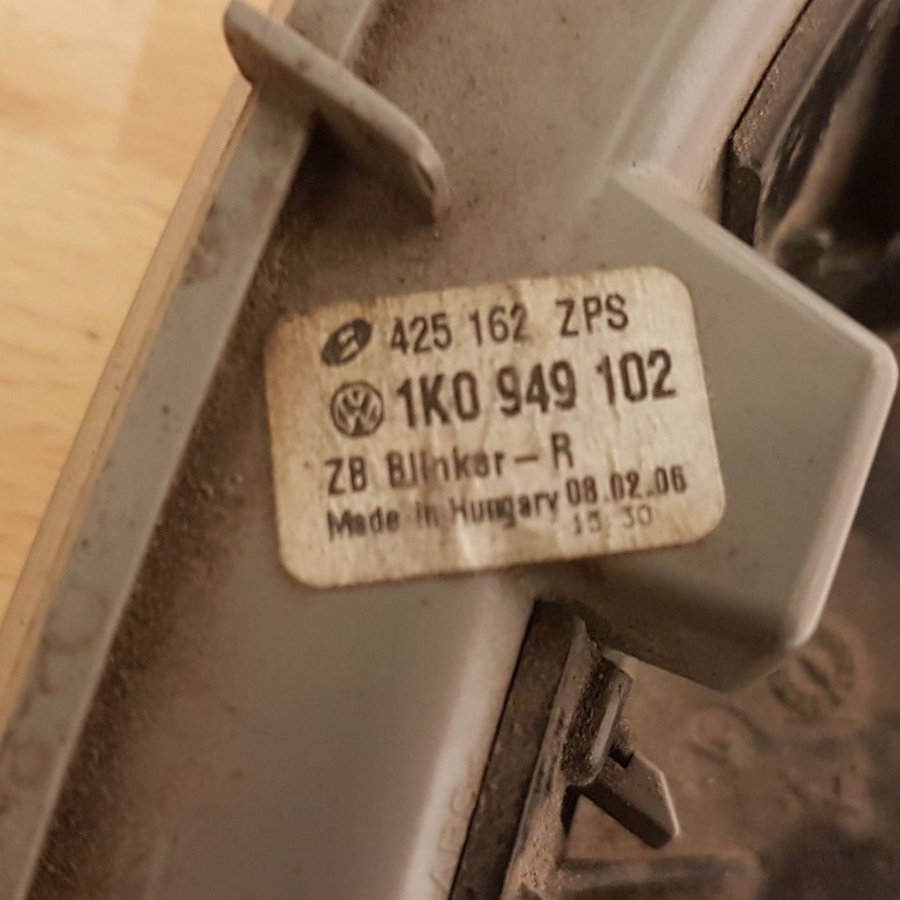 425 162 ZPS
1K0 949 102
ZB Blinker-R
Made in Hungary 08.02.06
15:30